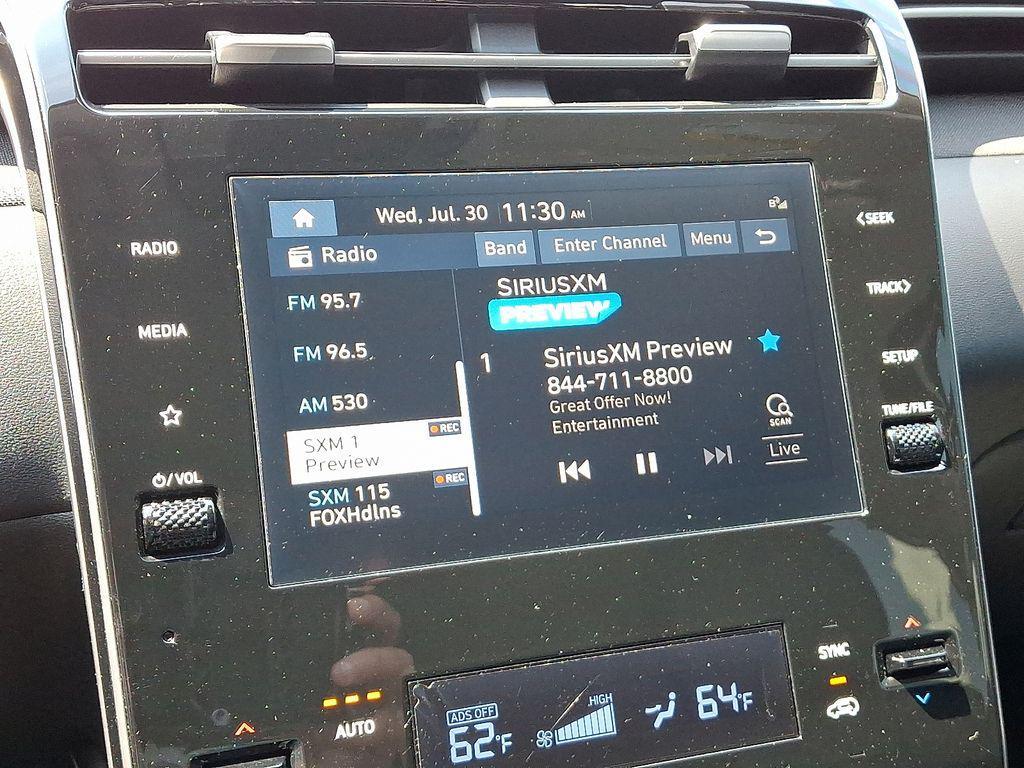 Wed, Jul. 30 11:30 AM
Radio
Band
Enter Channel
Menu
FM 95.7
FM 96.5
AM 530
SXM 1 REC
Preview
SXM 115 REC
FOXHdlns
SIRIUSXM
PREVIEW
1
SiriusXM Preview
844-711-8800
Great Offer Now!
Entertainment
SCAN
Live
RADIO
MEDIA
⏻/VOL
<SEEK
TRACK>
SETUP
TUNE/FILE
AUTO
ADS OFF
62°F
HIGH
64°F
SYNC